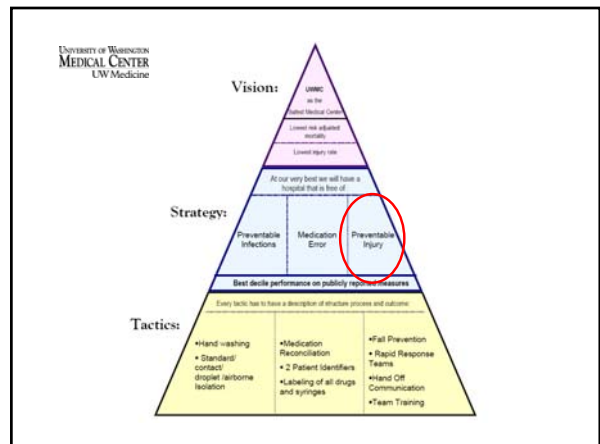 UNIVERSITY OF WASHINGTON
MEDICAL CENTER
UW Medicine
Vision:
UWMC
as the
Safest Medical Center
Lowest risk adjusted
mortality
Lowest injury rate
Strategy:
At our very best we will have a
hospital that is free of:
Preventable
Infections
Medication
Error
Preventable
Injury
Best decile performance on publicly reported measures
Tactics:
Every tactic has to have a description of structure process and outcome:
•Hand washing
• Standard/
contact/
droplet /airborne
Isolation
•Medication
Reconciliation
• 2 Patient Identifiers
•Labeling of all drugs
and syringes
•Fall Prevention
• Rapid Response
Teams
•Hand Off
Communication
•Team Training